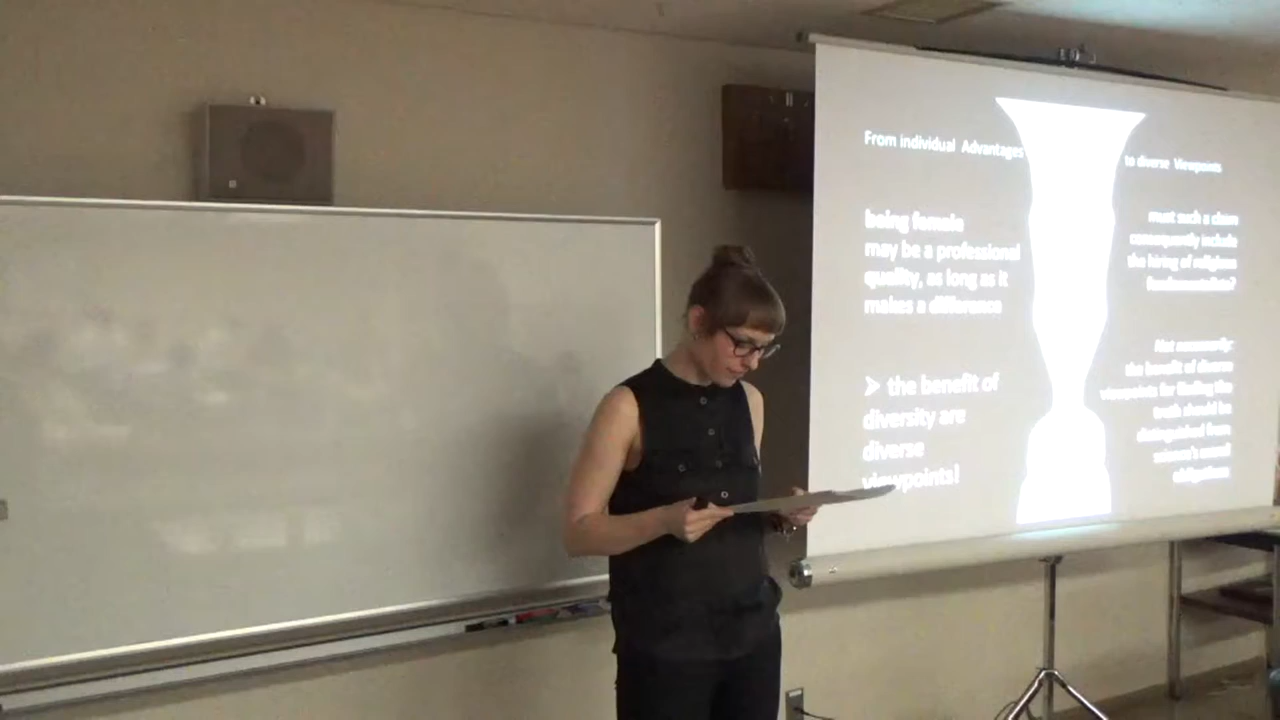 From individual Advantages
to diverse Viewpoints
being female
may be a professional
quality, as long as it
makes a difference
➤ the benefit of
diversity are
diverse
viewpoints!
must such a claim
consequently include
the hiring of religious
fundamentalists?
Not necessarily:
the benefit of diverse
viewpoints for finding the
truth should be
distinguished from
science's moral
obligations